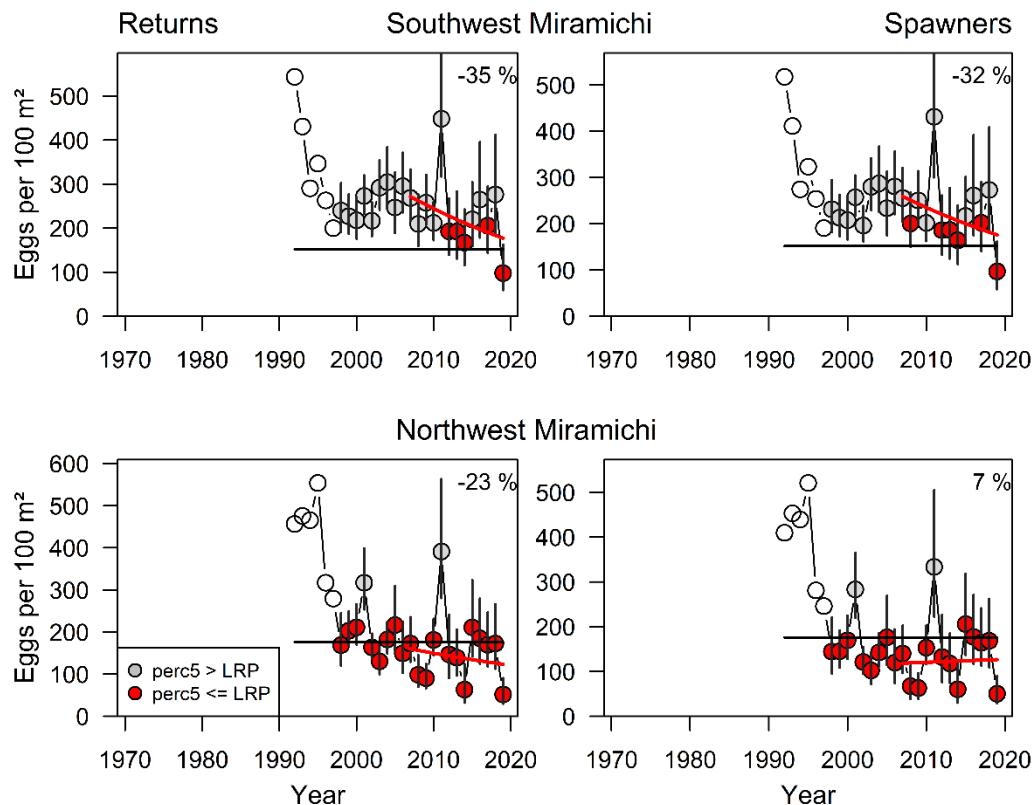 Returns Southwest Miramichi Spawners
-35 % -32 %
Eggs per 100 m²
500 500
400 400
300 300
200 200
100 100
0 0
1970 1980 1990 2000 2010 2020 1970 1980 1990 2000 2010 2020
Northwest Miramichi
-23 % 7 %
Eggs per 100 m²
600
500 500
400 400
300 300
200 200
100 100
0 0
perc5 > LRP
perc5 <= LRP
1970 1980 1990 2000 2010 2020 1970 1980 1990 2000 2010 2020
Year Year